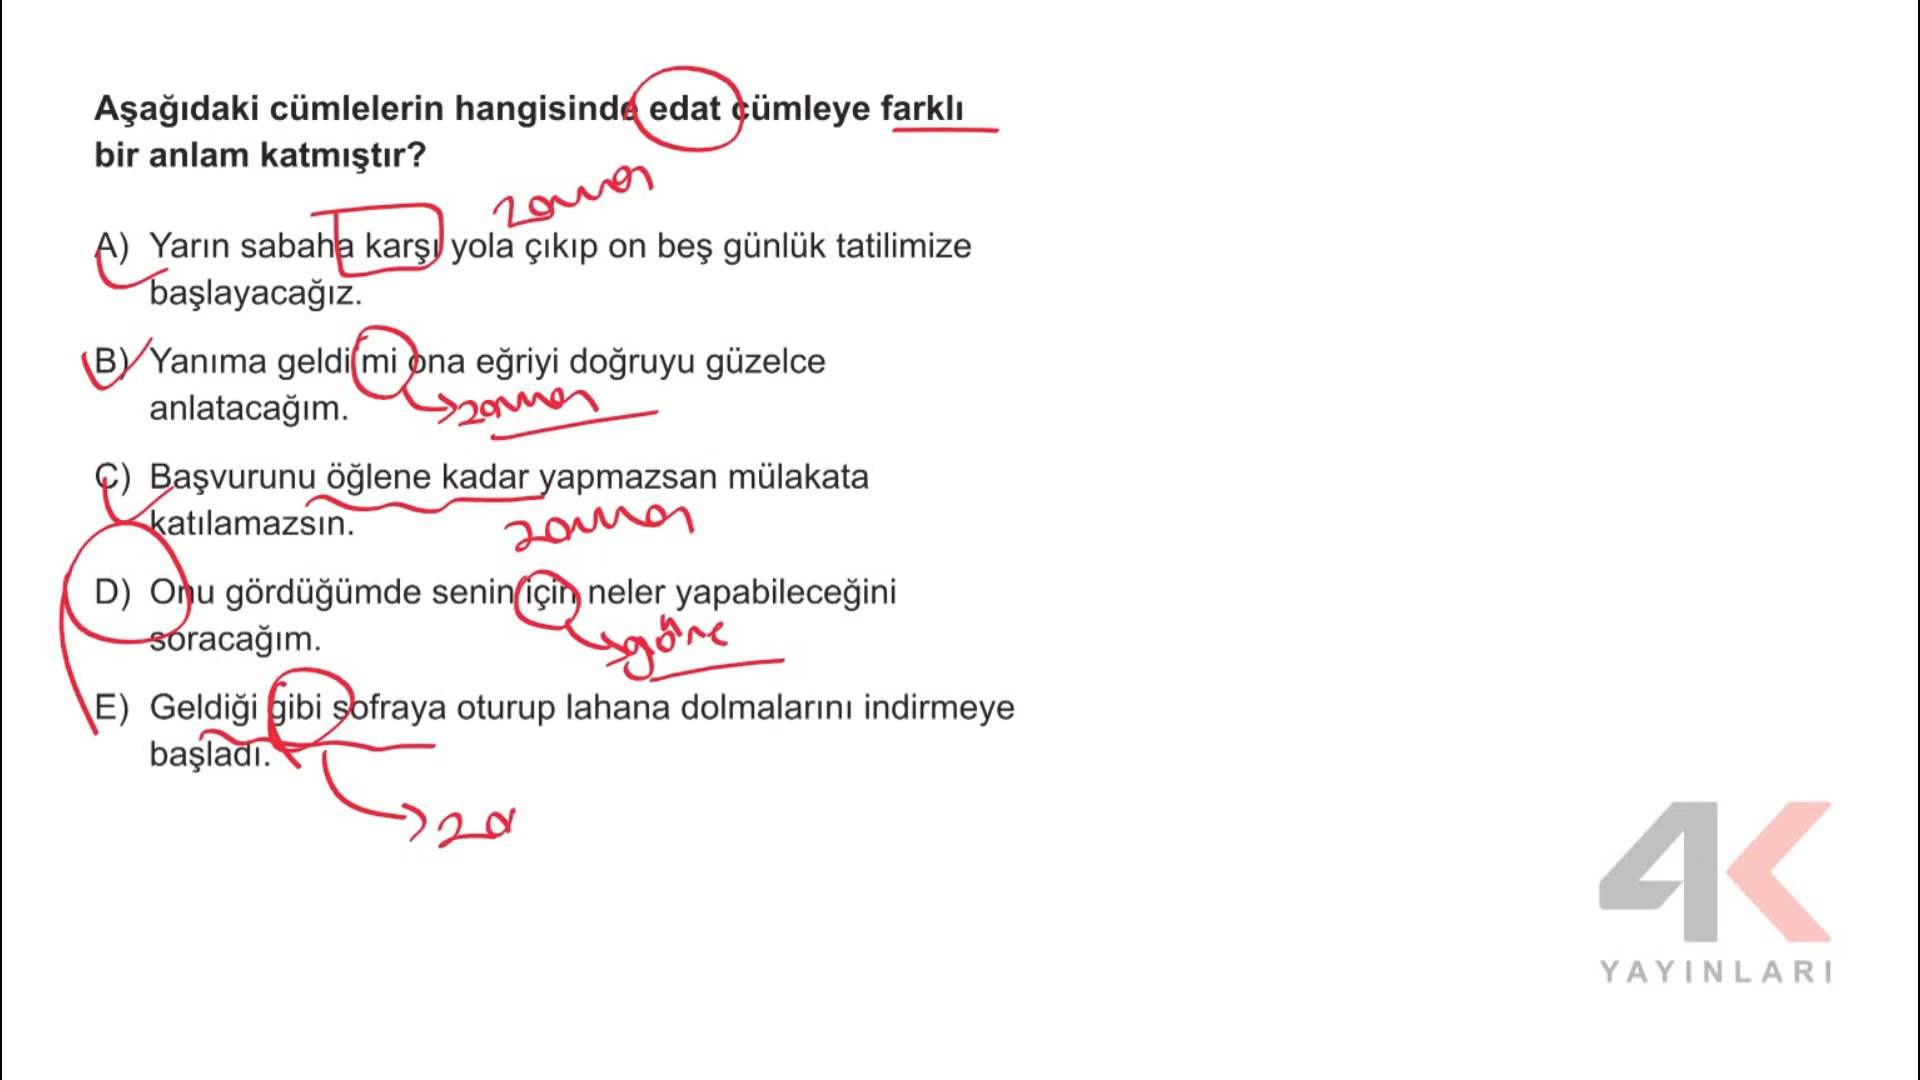 Aşağıdaki cümlelerin hangisinde edat cümleye farklı
bir anlam katmıştır?
zaman
A) Yarın sabaha karşı yola çıkıp on beş günlük tatilimize
başlayacağız.
B) Yanıma geldi mi ona eğriyi doğruyu güzelce
anlatacağım.
zaman
C) Başvurunu öğlene kadar yapmazsan mülakata
katılamazsın.
zaman
D) Onu gördüğümde senin için neler yapabileceğini
soracağım.
göre
E) Geldiği gibi sofraya oturup lahana dolmalarını indirmeye
başladı.
za
4K
YAYINLARI